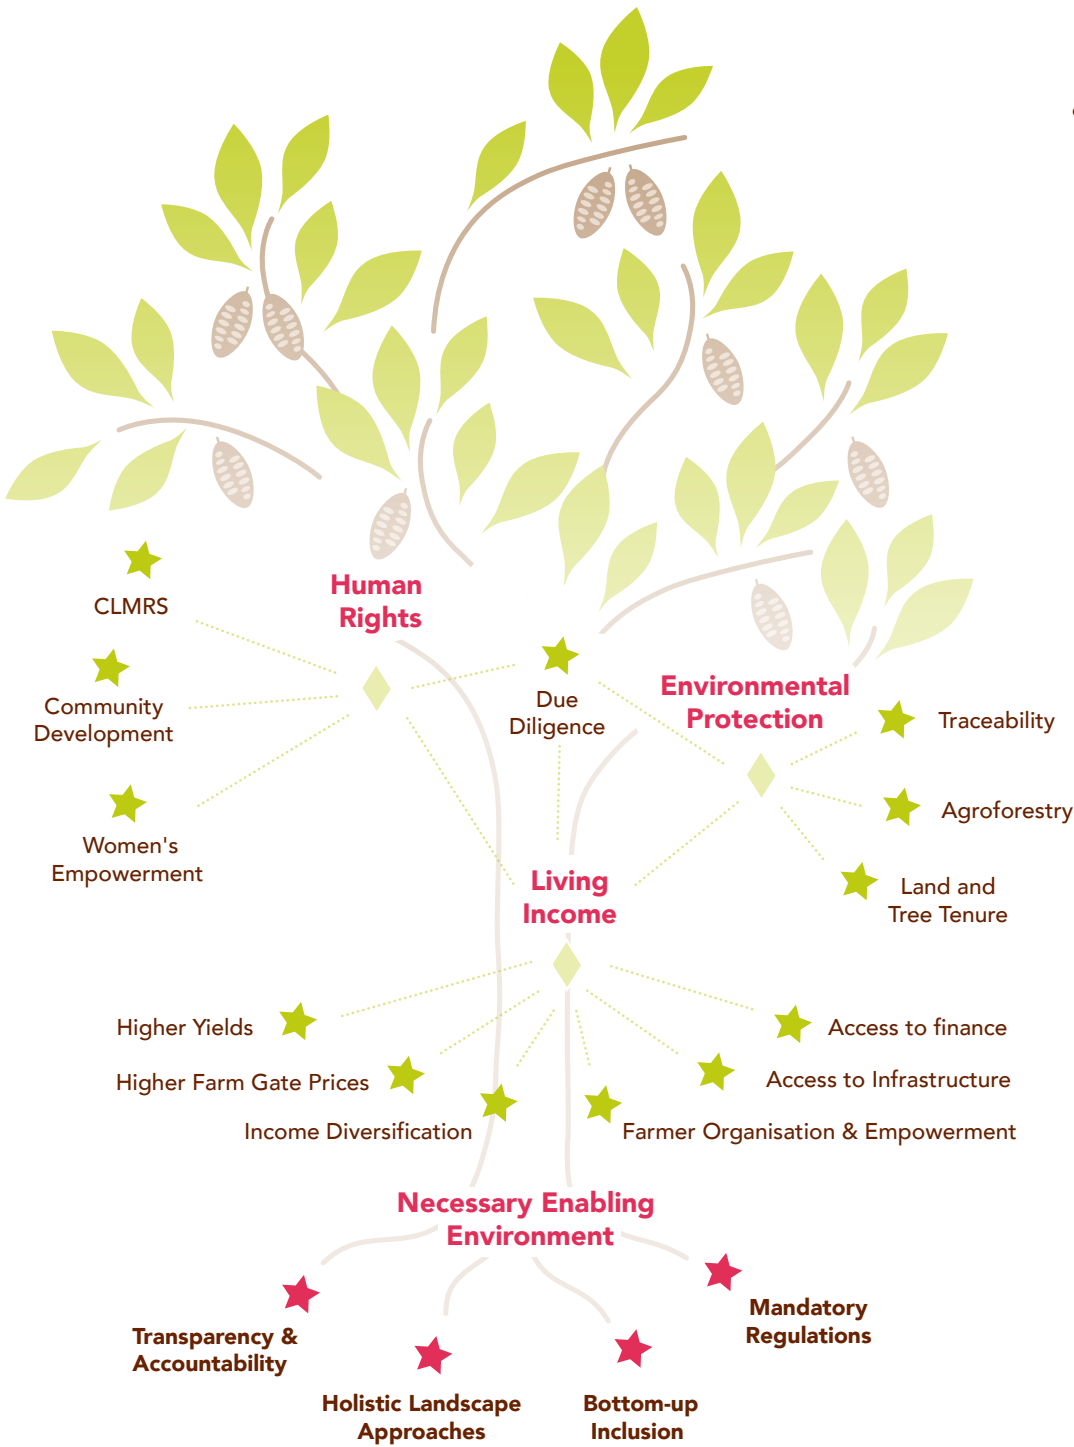 Human
Rights
CLMRS
Community
Development
Women's
Empowerment
Due
Diligence
Environmental
Protection
Traceability
Agroforestry
Land and
Tree Tenure
Living
Income
Higher Yields
Higher Farm Gate Prices
Income Diversification
Access to finance
Access to Infrastructure
Farmer Organisation & Empowerment
Necessary Enabling
Environment
Transparency &
Accountability
Holistic Landscape
Approaches
Bottom-up
Inclusion
Mandatory
Regulations